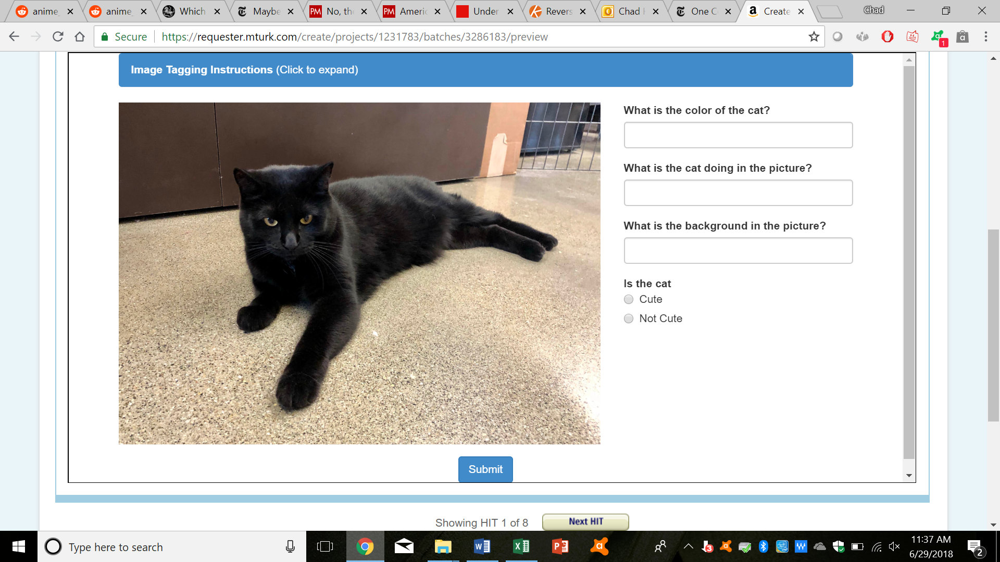 anime
anime
Which
Maybe
PM No, th
PM Americ
Under
Revers
Chad
One C
Create
Chad
Secure
https://requester.mturk.com/create/projects/1231783/batches/3286183/preview
1
Image Tagging Instructions (Click to expand)
What is the color of the cat?
What is the cat doing in the picture?
What is the background in the picture?
Is the cat
Cute
Not Cute
Submit
Showing HIT 1 of 8
Next HIT
Type here to search
3
11:37 AM
6/29/2018
2